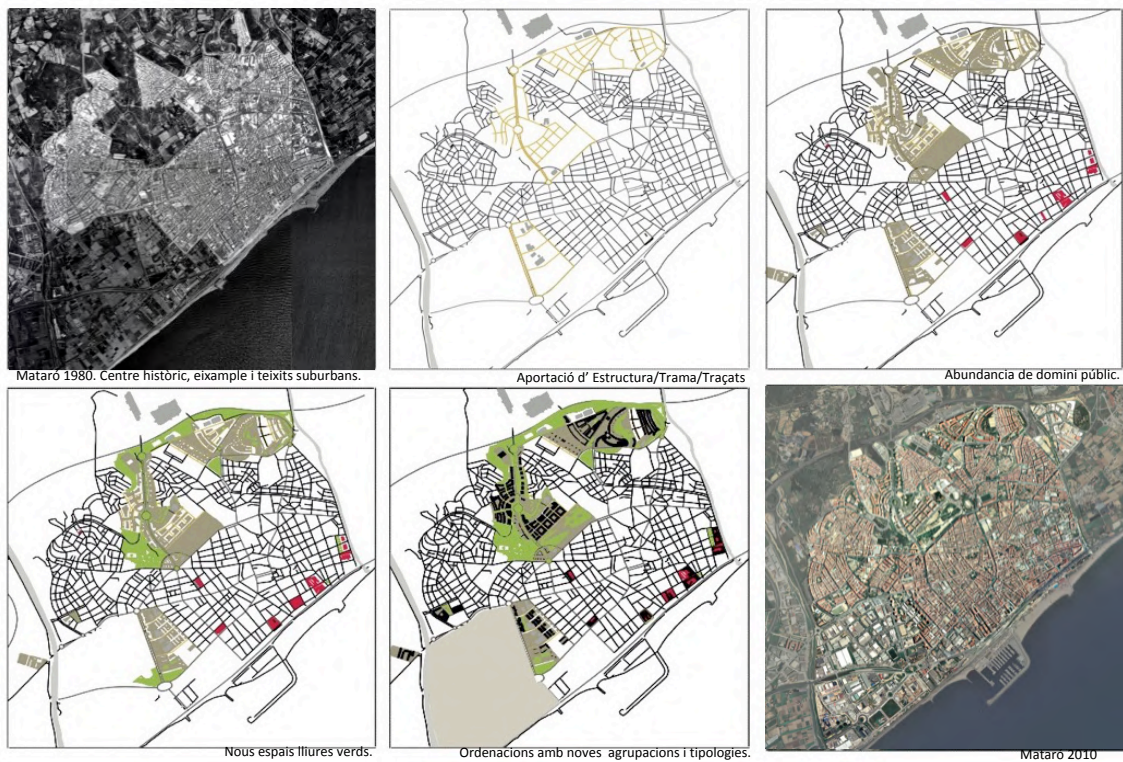 Mataró 1980. Centre històric, eixample i teixits suburbans.
Aportació d’ Estructura/Trama/Traçats
Abundancia de domini públic.
Nous espais lliures verds.
Ordenacions amb noves agrupacions i tipologies.
Mataró 2010